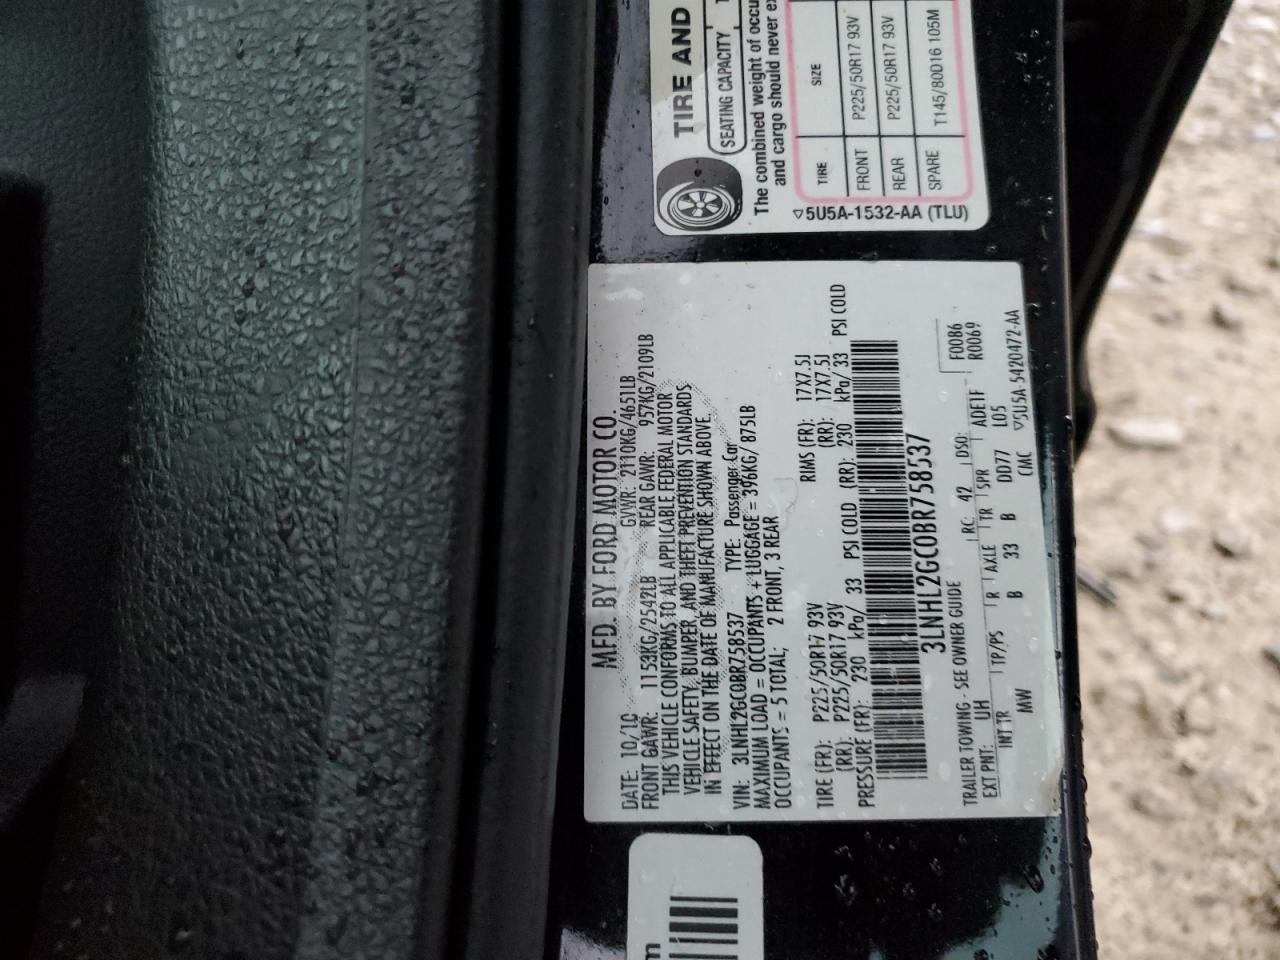 TIRE AND
SEATING CAPACITY
The combined weight of occu
and cargo should never ex
TIRE SIZE
FRONT P225/50R17 93V
REAR P225/50R17 93V
SPARE T145/80D16 105M
5U5A-1532-AA (TLU)
MFD. BY FORD MOTOR CO.
DATE: 10/10 GVWR: 2110KG/4651LB
FRONT GAWR: 1153KG/2542LB REAR GAWR: 957KG/2109LB
THIS VEHICLE CONFORMS TO ALL APPLICABLE FEDERAL MOTOR
VEHICLE SAFETY, BUMPER, AND THEFT PREVENTION STANDARDS
IN EFFECT ON THE DATE OF MANUFACTURE SHOWN ABOVE.
VIN: 3LNHL2GC0BR758537 TYPE: Passenger Car
MAXIMUM LOAD = OCCUPANTS + LUGGAGE = 396KG/ 875LB
OCCUPANTS = 5 TOTAL; 2 FRONT, 3 REAR
TIRE (FR): P225/50R17 93V RIMS (FR): 17X7.5J
(RR): P225/50R17 93V (RR): 17X7.5J
PRESSURE (FR): 230 kPa/ 33 PSI COLD (RR): 230 kPa/ 33 PSI COLD
3LNHL2GC0BR758537
TRAILER TOWING - SEE OWNER GUIDE F0086
EXT PNT: UH RC: 42 DSO: R0069
INT TR TP/PS R AXLE TR SPR ADE1F
MW B 33 B DD77 L05
CMC 5U5A 5420472-AA
m